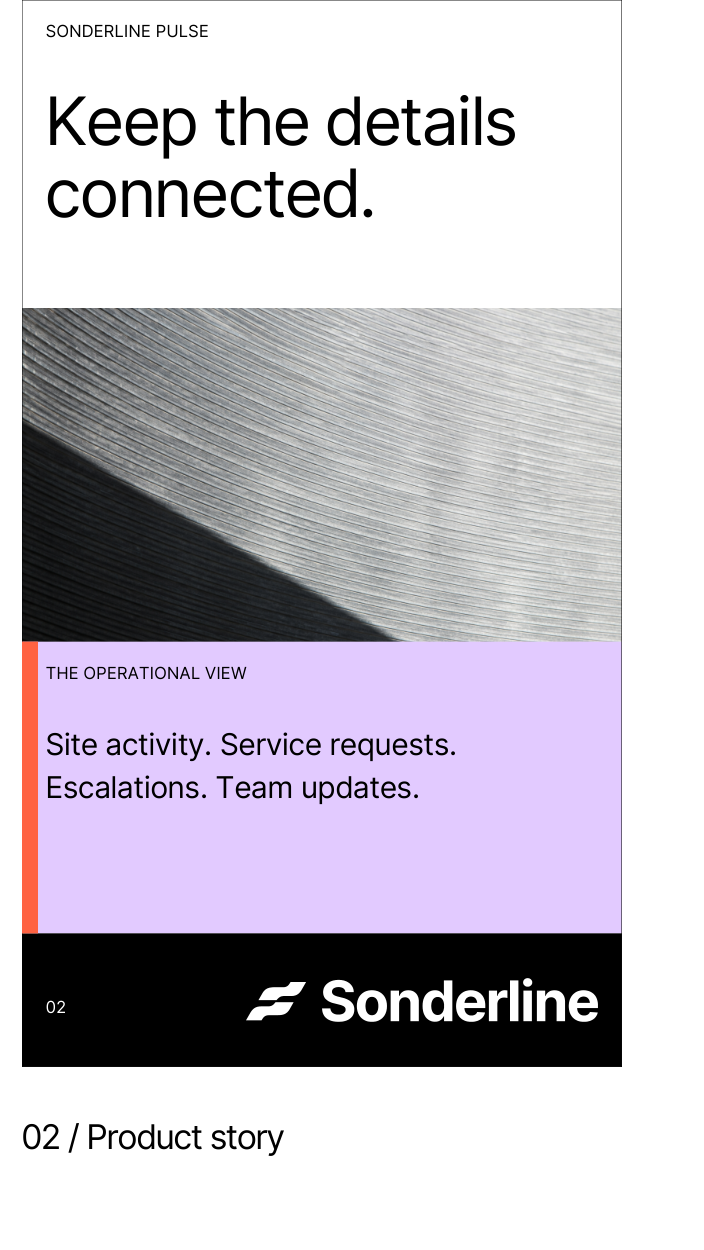 SONDERLINE PULSE
Keep the details
connected.
THE OPERATIONAL VIEW
Site activity. Service requests.
Escalations. Team updates.
02
Sonderline
02 / Product story